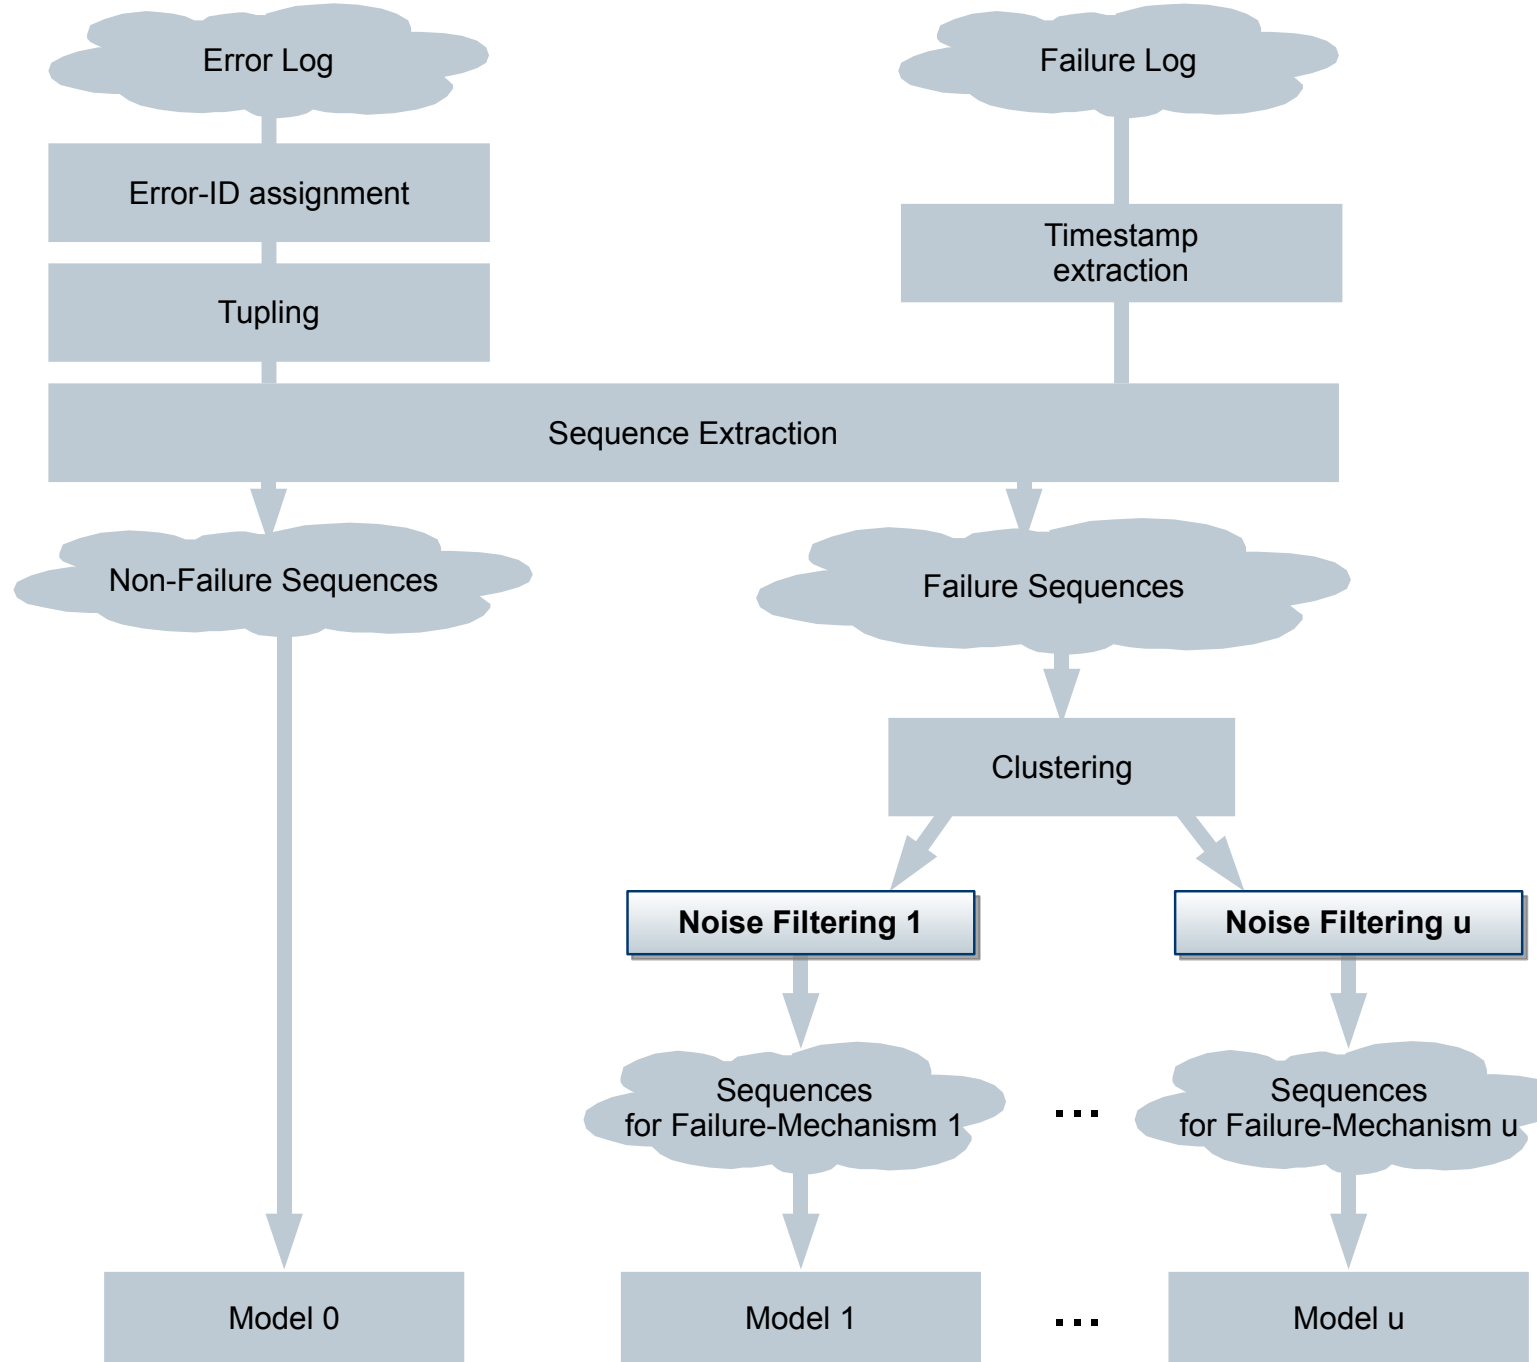 Error Log
Failure Log
Error-ID assignment
Timestamp
extraction
Tupling
Sequence Extraction
Non-Failure Sequences
Failure Sequences
Clustering
Noise Filtering 1
Noise Filtering u
Sequences
for Failure-Mechanism 1
...
Sequences
for Failure-Mechanism u
Model 0
Model 1
...
Model u